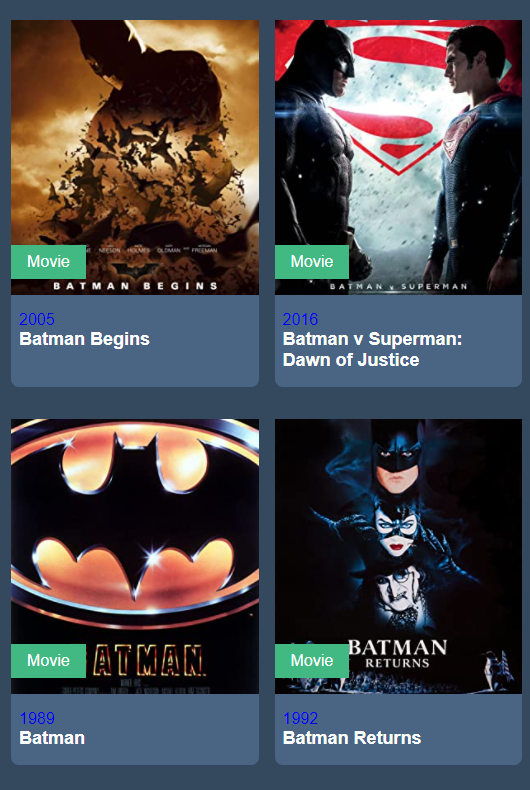 NEESON
OLDMAN
FREEMAN
Movie
BATMAN BEGINS
2005
Batman Begins
Movie
BATMAN v SUPERMAN
2016
Batman v Superman:
Dawn of Justice
Movie
ATMAN
1989
Batman
BATMAN
RETURNS
Movie
1992
Batman Returns